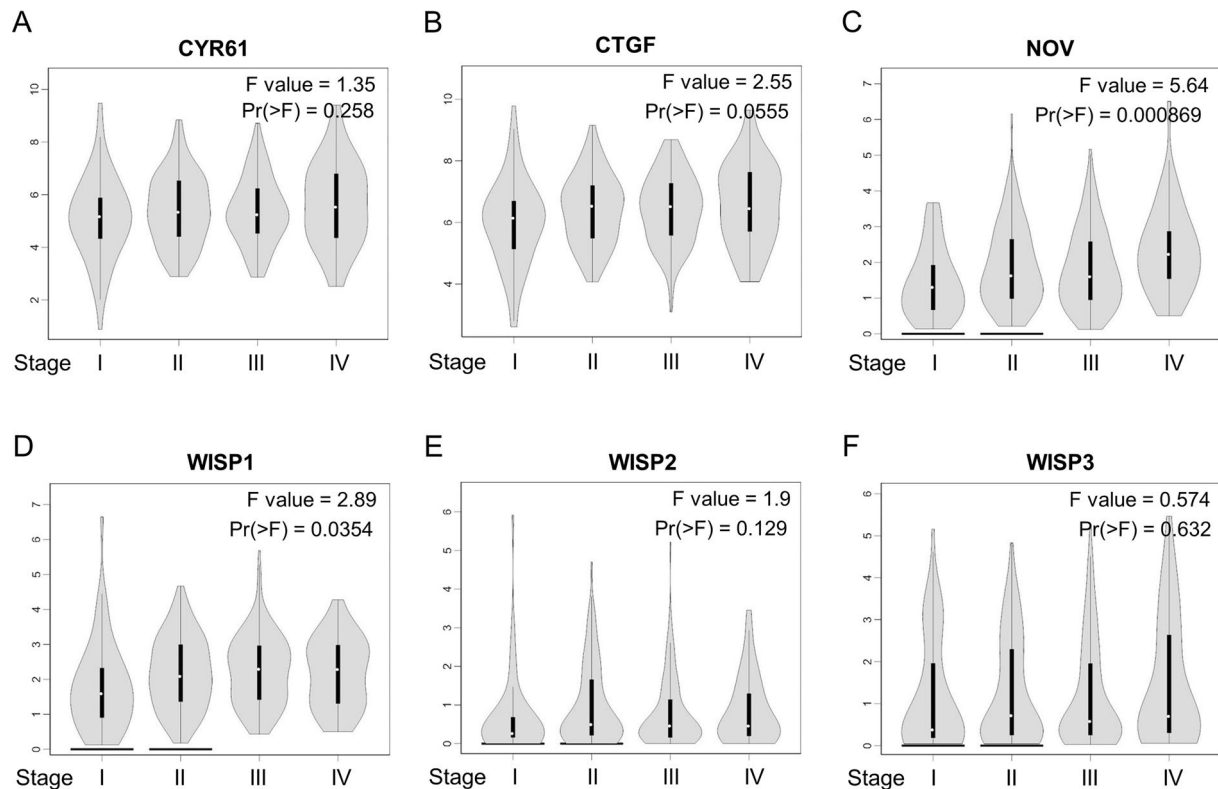 A
CYR61
F value = 1.35
Pr(>F) = 0.258
10
8
6
4
2
Stage I II III IV
B
CTGF
F value = 2.55
Pr(>F) = 0.0555
10
8
6
4
Stage I II III IV
C
NOV
F value = 5.64
Pr(>F) = 0.000869
7
6
5
4
3
2
1
0
Stage I II III IV
D
WISP1
F value = 2.89
Pr(>F) = 0.0354
7
6
5
4
3
2
1
0
Stage I II III IV
E
WISP2
F value = 1.9
Pr(>F) = 0.129
6
5
4
3
2
1
0
Stage I II III IV
F
WISP3
F value = 0.574
Pr(>F) = 0.632
6
5
4
3
2
1
0
Stage I II III IV